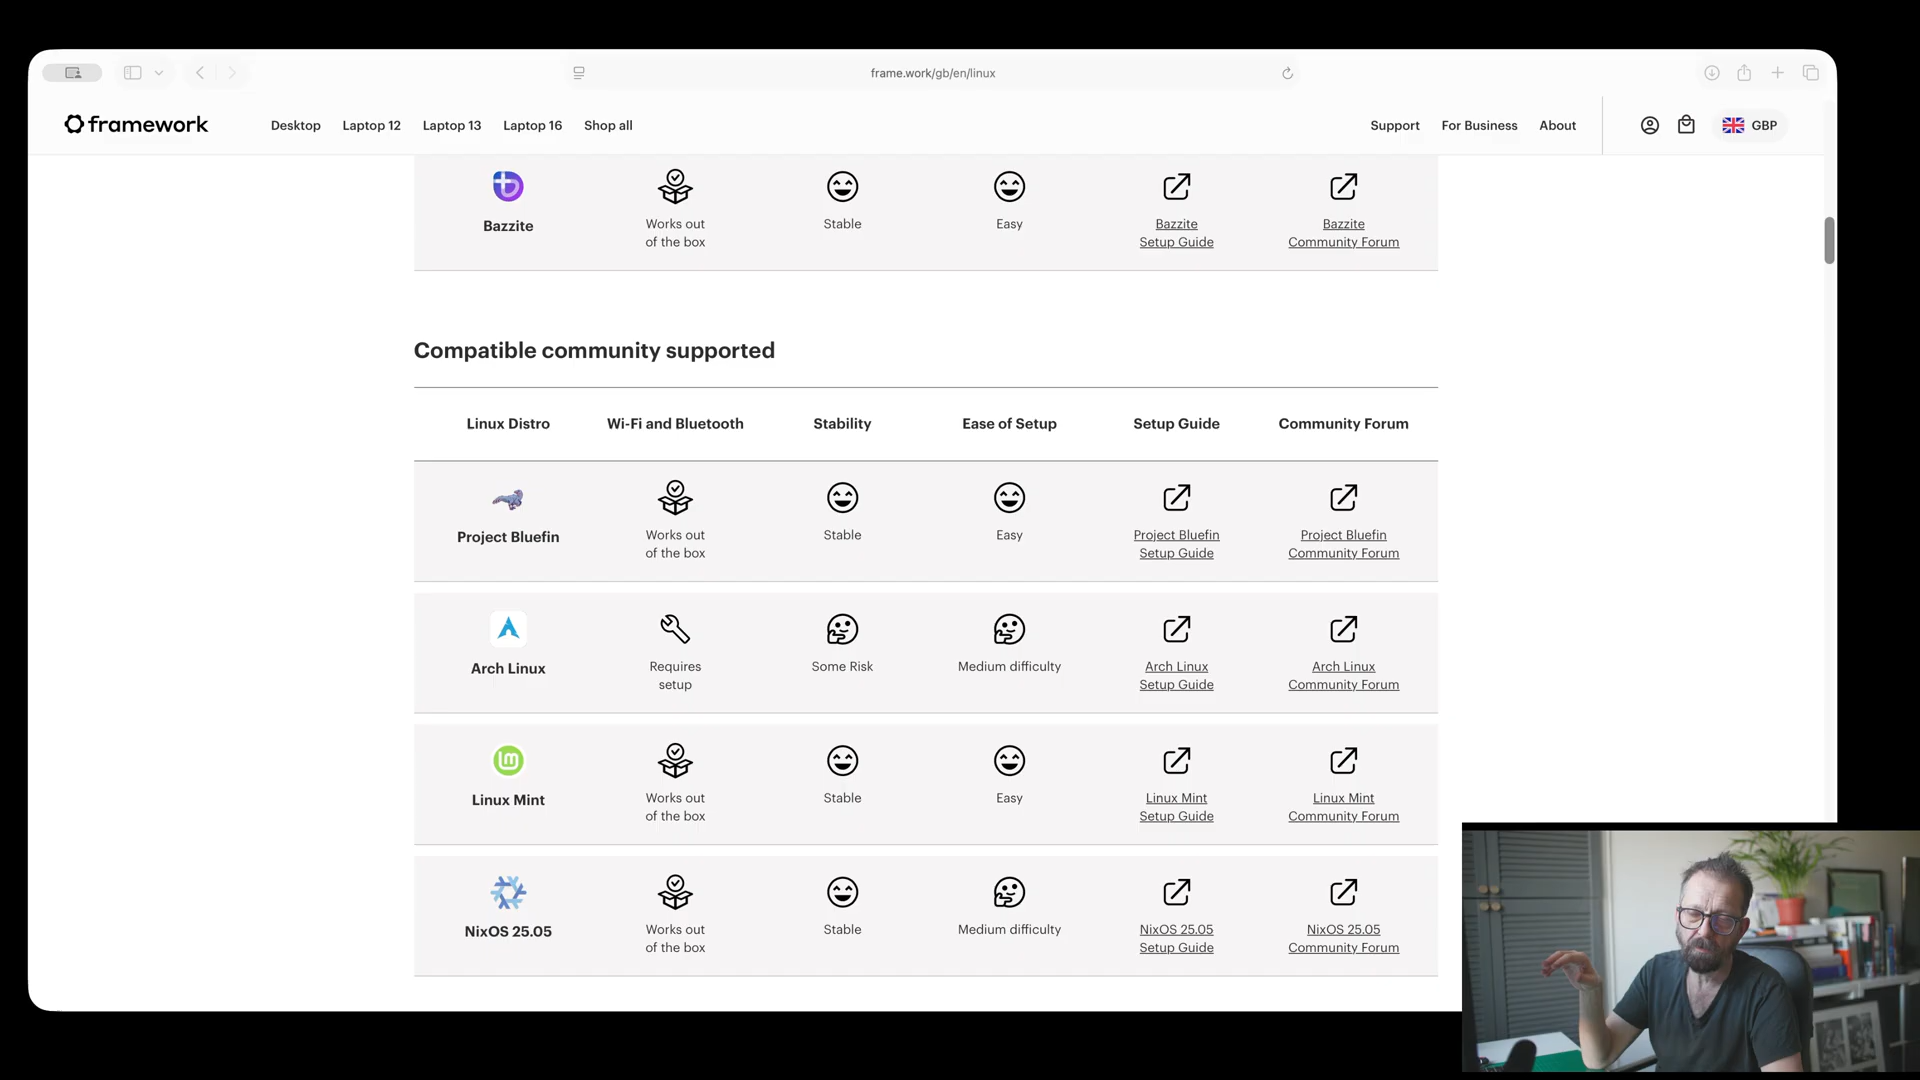 frame.work/gb/en/linux
framework
Desktop
Laptop 12
Laptop 13
Laptop 16
Shop all
Support
For Business
About
GBP
Bazzite
Works out
of the box
Stable
Easy
Bazzite
Setup Guide
Bazzite
Community Forum
Compatible community supported
Linux Distro
Wi-Fi and Bluetooth
Stability
Ease of Setup
Setup Guide
Community Forum
Project Bluefin
Works out
of the box
Stable
Easy
Project Bluefin
Setup Guide
Project Bluefin
Community Forum
Arch Linux
Requires
setup
Some Risk
Medium difficulty
Arch Linux
Setup Guide
Arch Linux
Community Forum
Linux Mint
Works out
of the box
Stable
Easy
Linux Mint
Setup Guide
Linux Mint
Community Forum
NixOS 25.05
Works out
of the box
Stable
Medium difficulty
NixOS 25.05
Setup Guide
NixOS 25.05
Community Forum